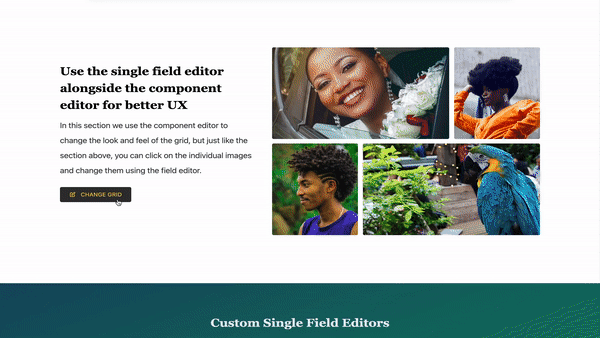 Use the single field editor
alongside the component
editor for better UX
In this section we use the component editor to
change the look and feel of the grid, but just like the
section above, you can click on the individual images
and change them using the field editor.
CHANGE GRID
Custom Single Field Editors